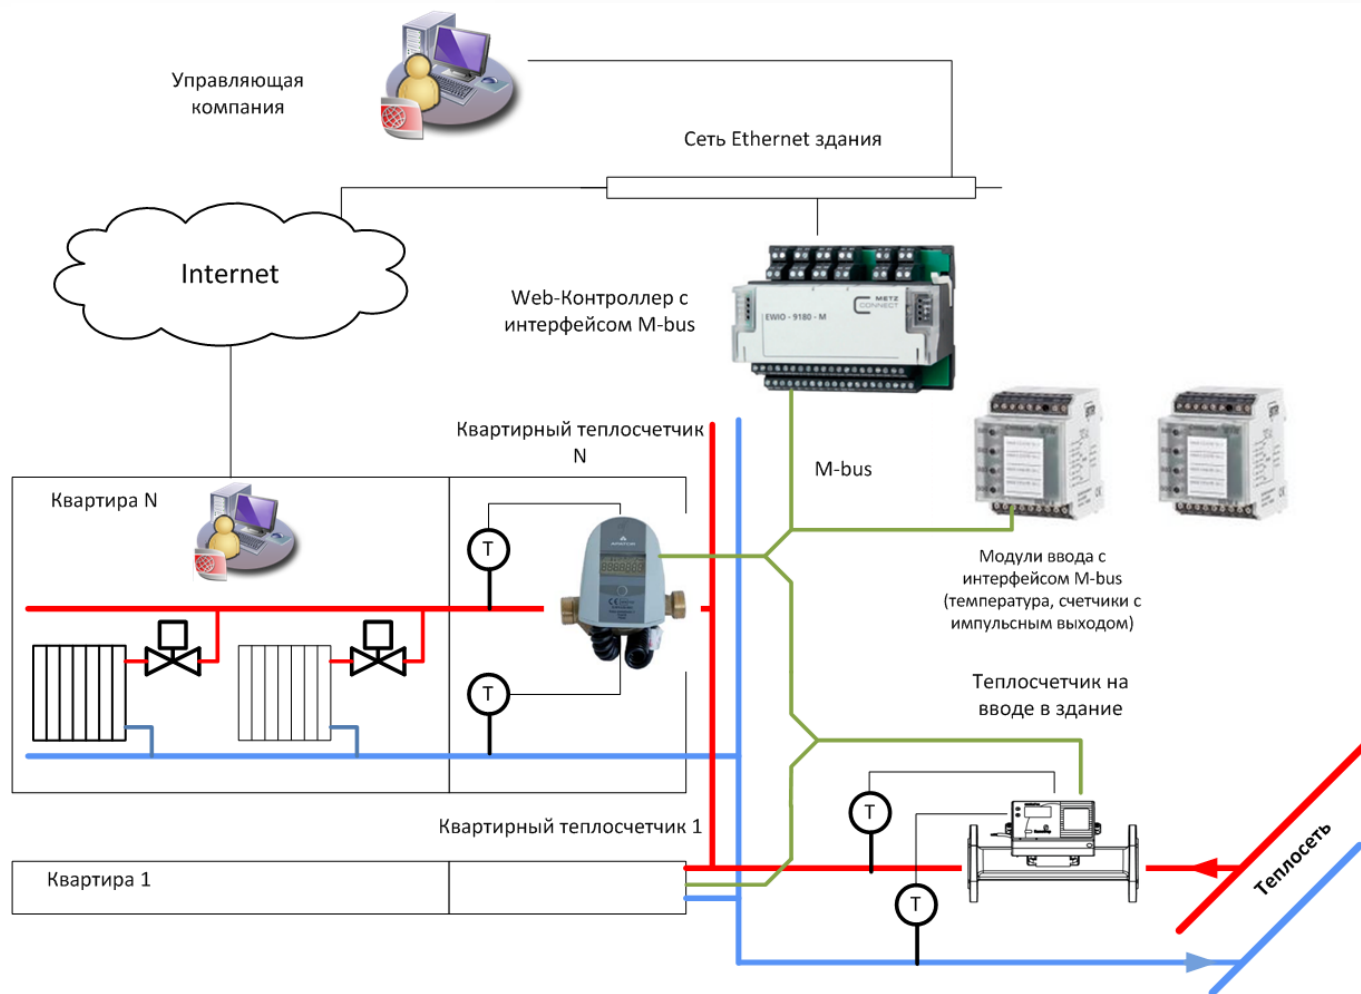 Управляющая
компания
Сеть Ethernet здания
Internet
Web-Контроллер с
интерфейсом M-bus
METZ
CONNECT
EWIO - 9180 - M
Квартирный теплосчетчик
N
M-bus
Квартира N
T
T
Модули ввода с
интерфейсом M-bus
(температура, счетчики с
импульсным выходом)
Теплосчетчик на
вводе в здание
T
T
Теплосеть
Квартирный теплосчетчик 1
Квартира 1